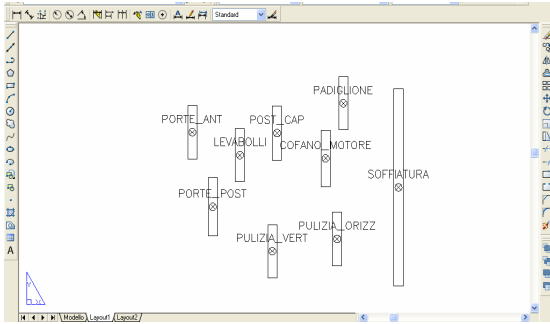 Standard
PADIGLIONE
PORTE_ANT
POST_CAP
LEVABOLLI
COFANO_MOTORE
SOFFIATURA
PORTE_POST
PULIZIA_ORIZZ
PULIZIA_VERT
Y
X
A
Modello
Layout1
Layout2